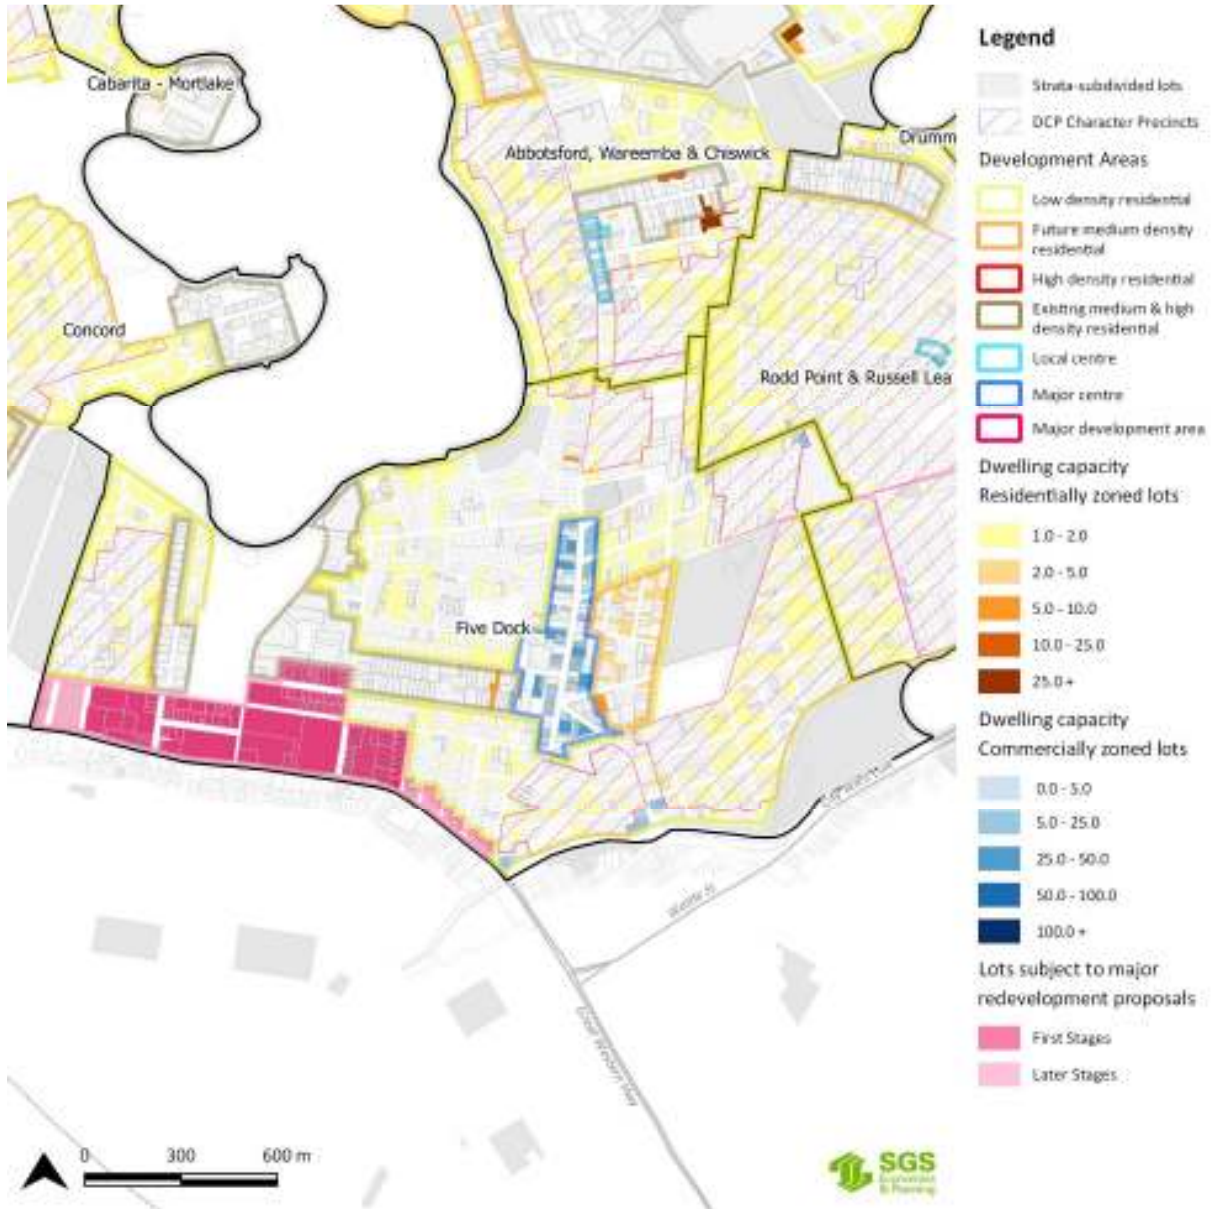 Cabarita - Mortlake
Abbotsford, Wareemba & Chiswick
Drumm
Concord
Rodd Point & Russell Lea
Five Dock
Great Western Hwy
0 300 600 m
Legend
Strata-subdivided lots
DCP Character Precincts
Development Areas
Low density residential
Future medium density
residential
High density residential
Existing medium & high
density residential
Local centre
Major centre
Major development area
Dwelling capacity
Residentially zoned lots
1.0 - 2.0
2.0 - 5.0
5.0 - 10.0
10.0 - 25.0
25.0 +
Dwelling capacity
Commercially zoned lots
0.0 - 5.0
5.0 - 25.0
25.0 - 50.0
50.0 - 100.0
100.0 +
Lots subject to major
redevelopment proposals
First Stages
Later Stages
SGS
Economics
& Planning